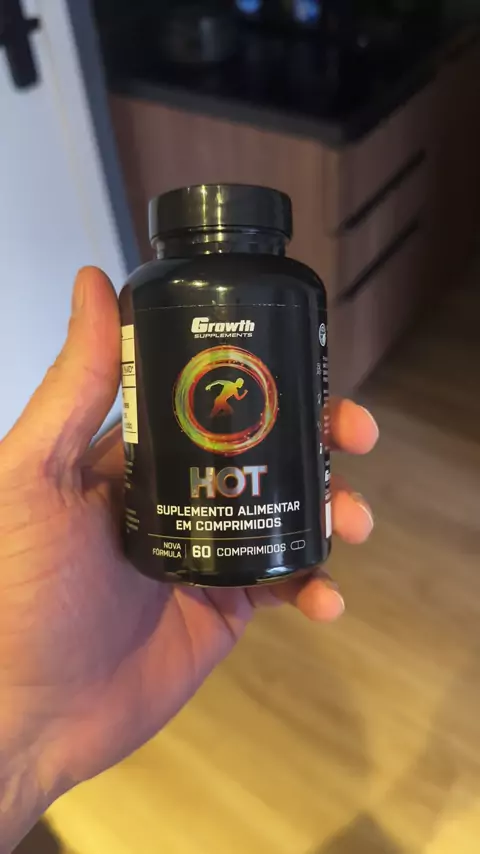 Growth
SUPPLEMENTS
HOT
SUPLEMENTO ALIMENTAR
EM COMPRIMIDOS
NOVA
FÓRMULA
60 COMPRIMIDOS